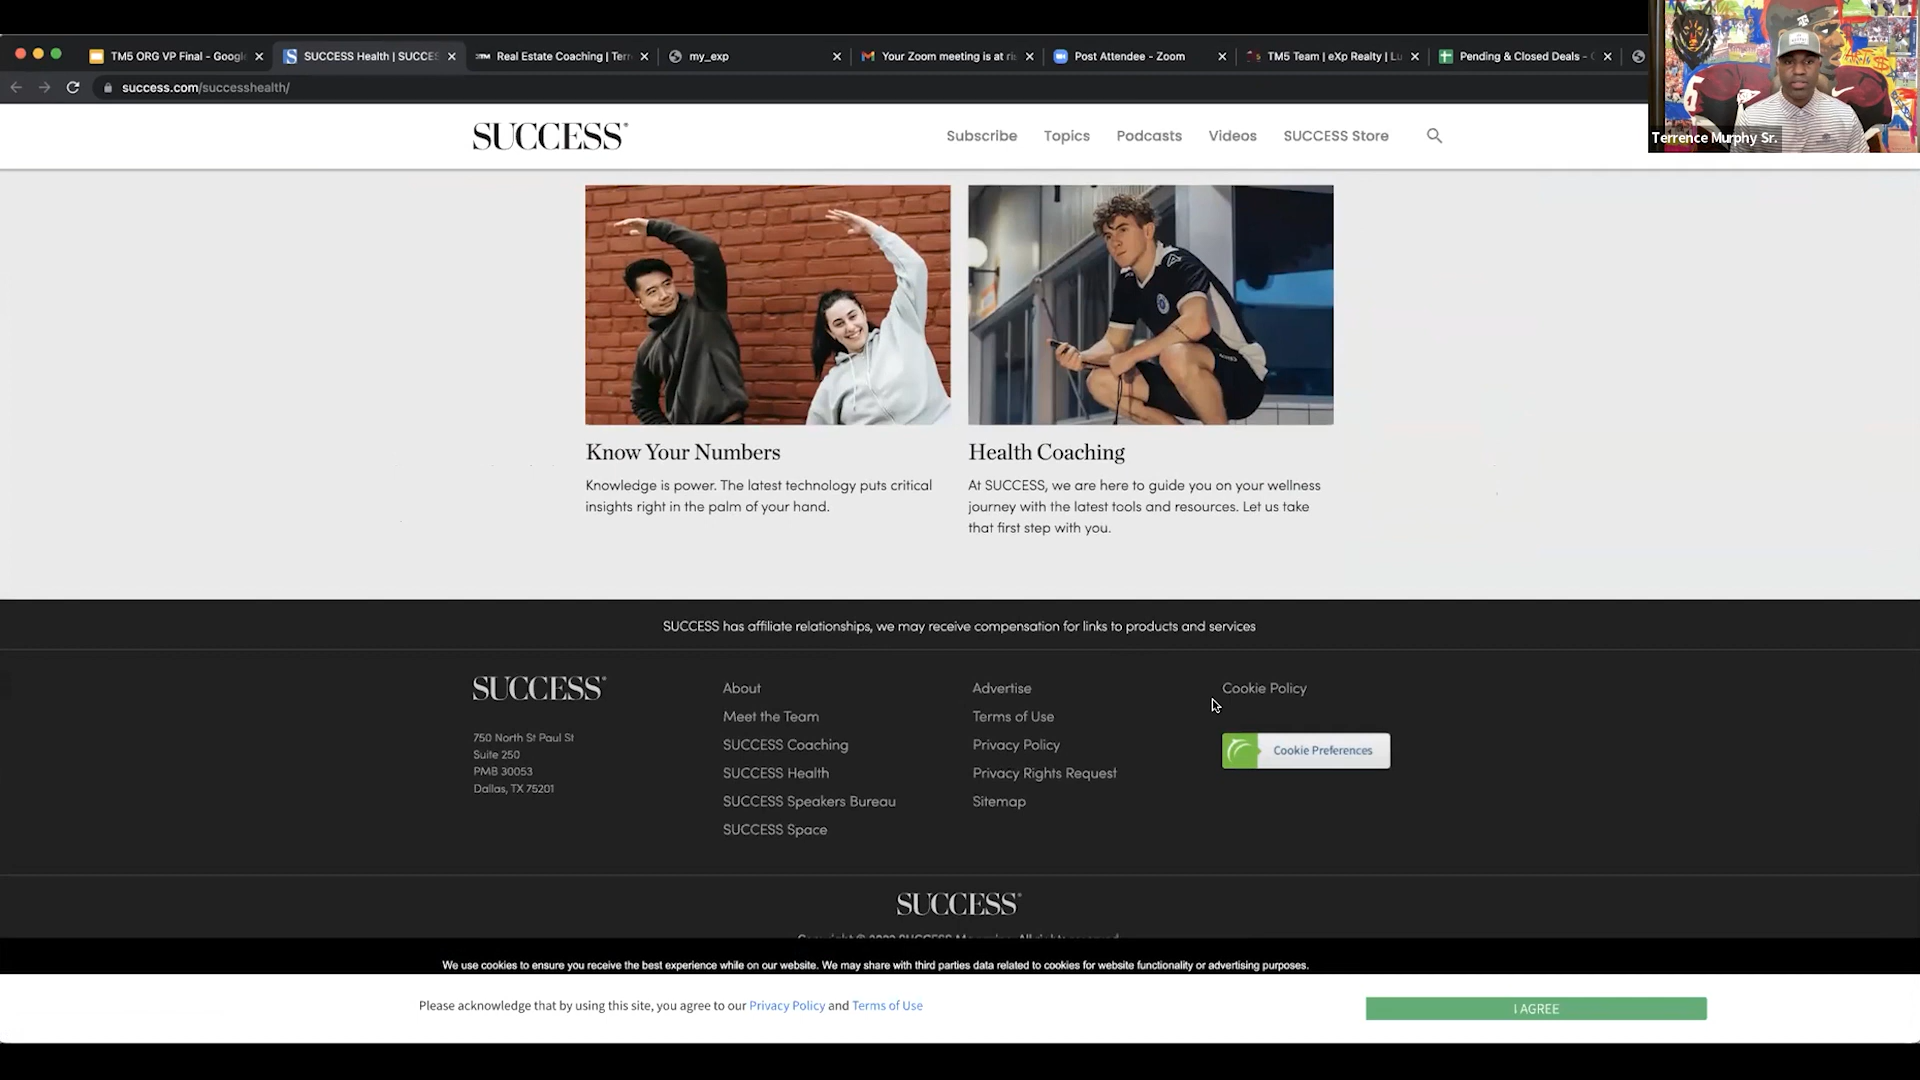 TM5 ORG VP Final - Google
SUCCESS Health | SUCCES
Real Estate Coaching | Terr
my_exp
Your Zoom meeting is at ris
Post Attendee - Zoom
TM5 Team | eXp Realty | Lu
Pending & Closed Deals -
success.com/successhealth/
Terrence Murphy Sr.
SUCCESS
Subscribe
Topics
Podcasts
Videos
SUCCESS Store
Know Your Numbers
Knowledge is power. The latest technology puts critical
insights right in the palm of your hand.
Health Coaching
At SUCCESS, we are here to guide you on your wellness
journey with the latest tools and resources. Let us take
that first step with you.
SUCCESS has affiliate relationships, we may receive compensation for links to products and services
SUCCESS
750 North St Paul St
Suite 250
PMB 30053
Dallas, TX 75201
About
Meet the Team
SUCCESS Coaching
SUCCESS Health
SUCCESS Speakers Bureau
SUCCESS Space
Advertise
Terms of Use
Privacy Policy
Privacy Rights Request
Sitemap
Cookie Policy
Cookie Preferences
SUCCESS
We use cookies to ensure you receive the best experience while on our website. We may share with third parties data related to cookies for website functionality or advertising purposes.
Please acknowledge that by using this site, you agree to our Privacy Policy and Terms of Use
I AGREE